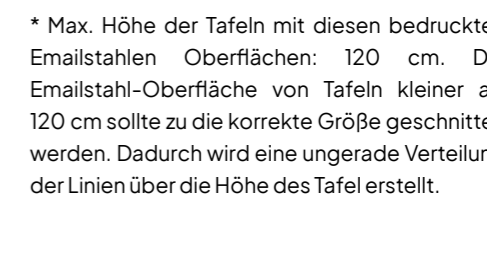 * Max. Höhe der Tafeln mit diesen bedruckte
Emailstahlen Oberflächen: 120 cm. D
Emailstahl-Oberfläche von Tafeln kleiner a
120 cm sollte zu die korrekte Größe geschnitte
werden. Dadurch wird eine ungerade Verteilun
der Linien über die Höhe des Tafel erstellt.